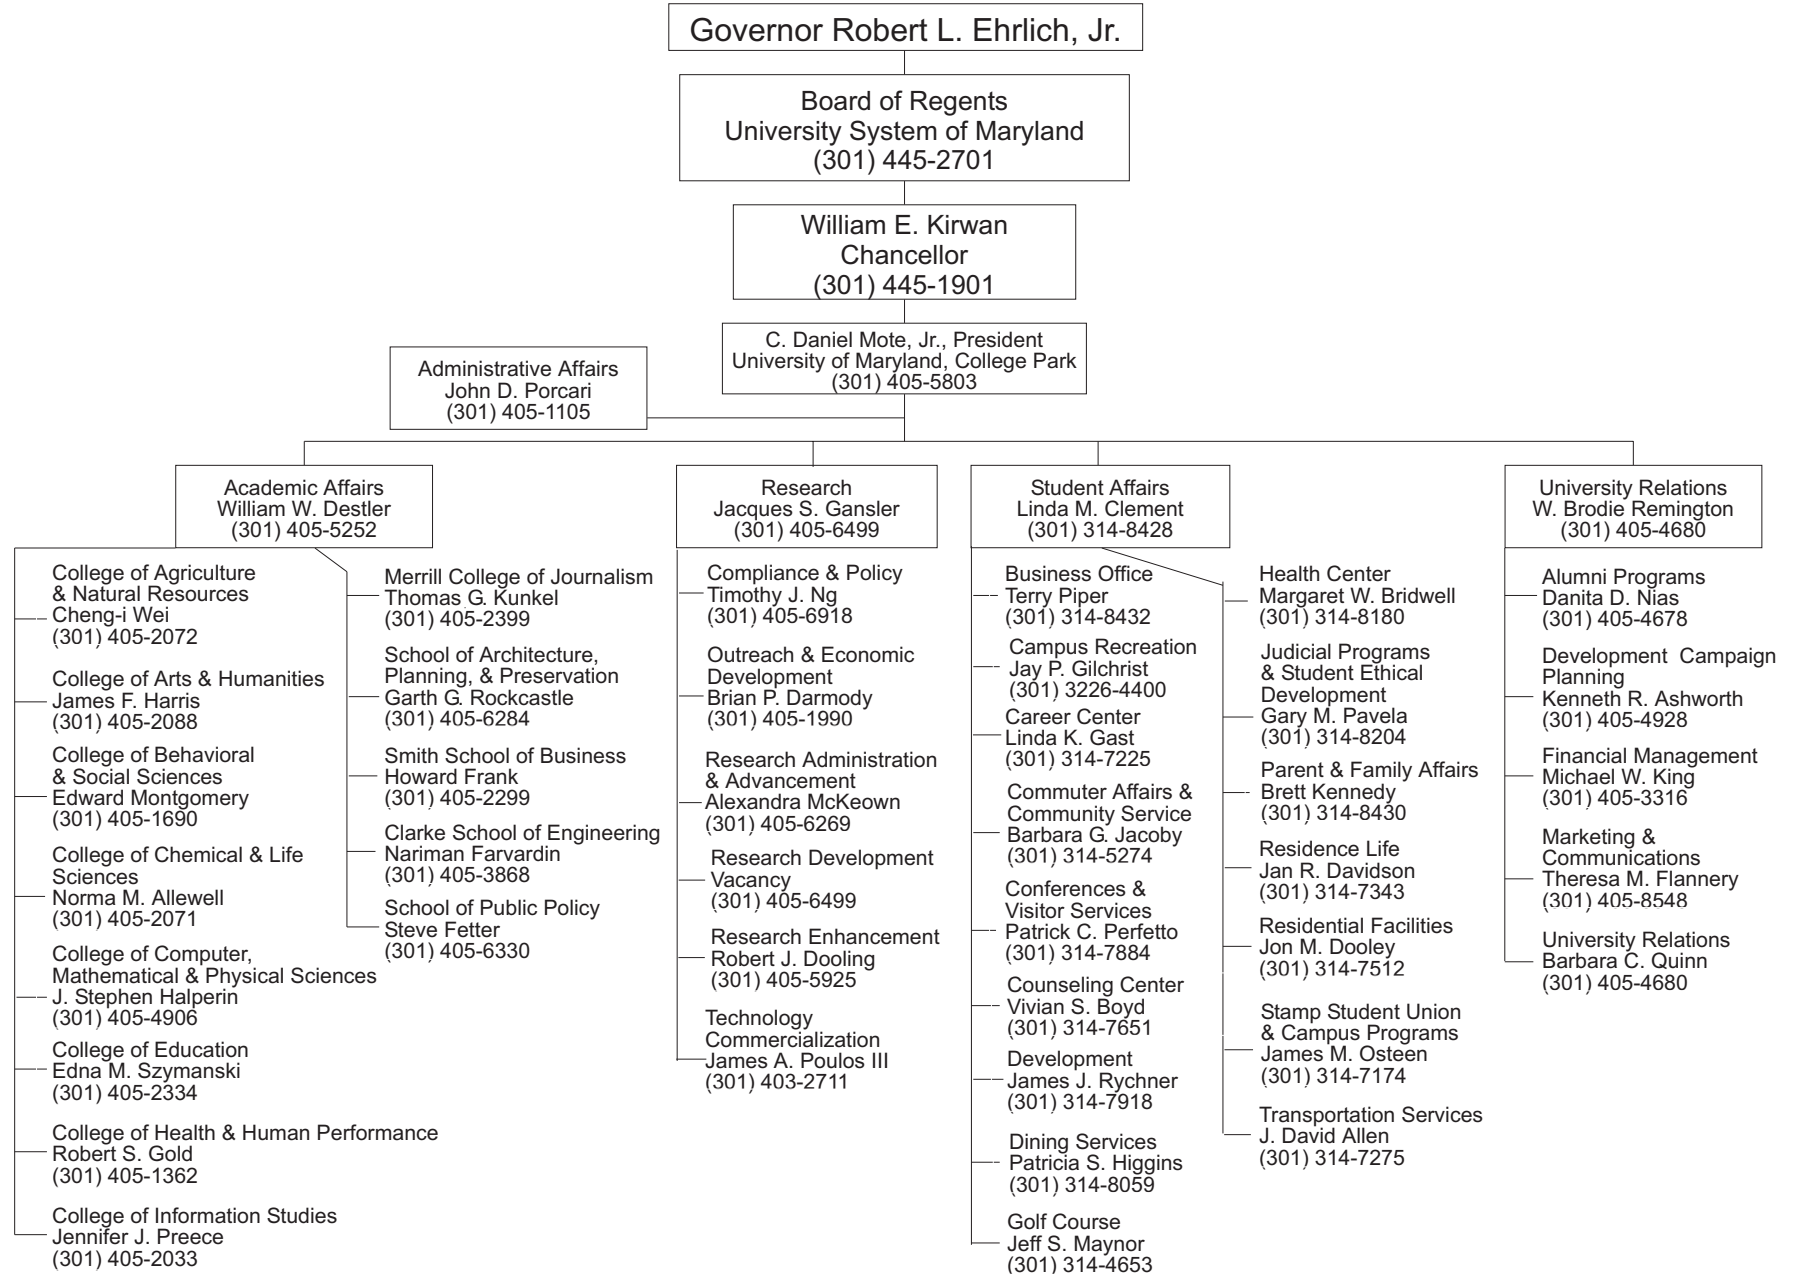 Governor Robert L. Ehrlich, Jr.
Board of Regents
University System of Maryland
(301) 445-2701
William E. Kirwan
Chancellor
(301) 445-1901
C. Daniel Mote, Jr., President
University of Maryland, College Park
(301) 405-5803
Administrative Affairs
John D. Porcari
(301) 405-1105
Academic Affairs
William W. Destler
(301) 405-5252
College of Agriculture
& Natural Resources
Cheng-i Wei
(301) 405-2072
College of Arts & Humanities
James F. Harris
(301) 405-2088
College of Behavioral
& Social Sciences
Edward Montgomery
(301) 405-1690
College of Chemical & Life
Sciences
Norma M. Allewell
(301) 405-2071
College of Computer,
Mathematical & Physical Sciences
J. Stephen Halperin
(301) 405-4906
College of Education
Edna M. Szymanski
(301) 405-2334
College of Health & Human Performance
Robert S. Gold
(301) 405-1362
College of Information Studies
Jennifer J. Preece
(301) 405-2033
Merrill College of Journalism
Thomas G. Kunkel
(301) 405-2399
School of Architecture,
Planning, & Preservation
Garth G. Rockcastle
(301) 405-6284
Smith School of Business
Howard Frank
(301) 405-2299
Clarke School of Engineering
Nariman Farvardin
(301) 405-3868
School of Public Policy
Steve Fetter
(301) 405-6330
Research
Jacques S. Gansler
(301) 405-6499
Compliance & Policy
Timothy J. Ng
(301) 405-6918
Outreach & Economic
Development
Brian P. Darmody
(301) 405-1990
Research Administration
& Advancement
Alexandra McKeown
(301) 405-6269
Research Development
Vacancy
(301) 405-6499
Research Enhancement
Robert J. Dooling
(301) 405-5925
Technology
Commercialization
James A. Poulos III
(301) 403-2711
Student Affairs
Linda M. Clement
(301) 314-8428
Business Office
Terry Piper
(301) 314-8432
Campus Recreation
Jay P. Gilchrist
(301) 3226-4400
Career Center
Linda K. Gast
(301) 314-7225
Commuter Affairs &
Community Service
Barbara G. Jacoby
(301) 314-5274
Conferences &
Visitor Services
Patrick C. Perfetto
(301) 314-7884
Counseling Center
Vivian S. Boyd
(301) 314-7651
Development
James J. Rychner
(301) 314-7918
Dining Services
Patricia S. Higgins
(301) 314-8059
Golf Course
Jeff S. Maynor
(301) 314-4653
Health Center
Margaret W. Bridwell
(301) 314-8180
Judicial Programs
& Student Ethical
Development
Gary M. Pavela
(301) 314-8204
Parent & Family Affairs
Brett Kennedy
(301) 314-8430
Residence Life
Jan R. Davidson
(301) 314-7343
Residential Facilities
Jon M. Dooley
(301) 314-7512
Stamp Student Union
& Campus Programs
James M. Osteen
(301) 314-7174
Transportation Services
J. David Allen
(301) 314-7275
University Relations
W. Brodie Remington
(301) 405-4680
Alumni Programs
Danita D. Nias
(301) 405-4678
Development Campaign
Planning
Kenneth R. Ashworth
(301) 405-4928
Financial Management
Michael W. King
(301) 405-3316
Marketing &
Communications
Theresa M. Flannery
(301) 405-8548
University Relations
Barbara C. Quinn
(301) 405-4680